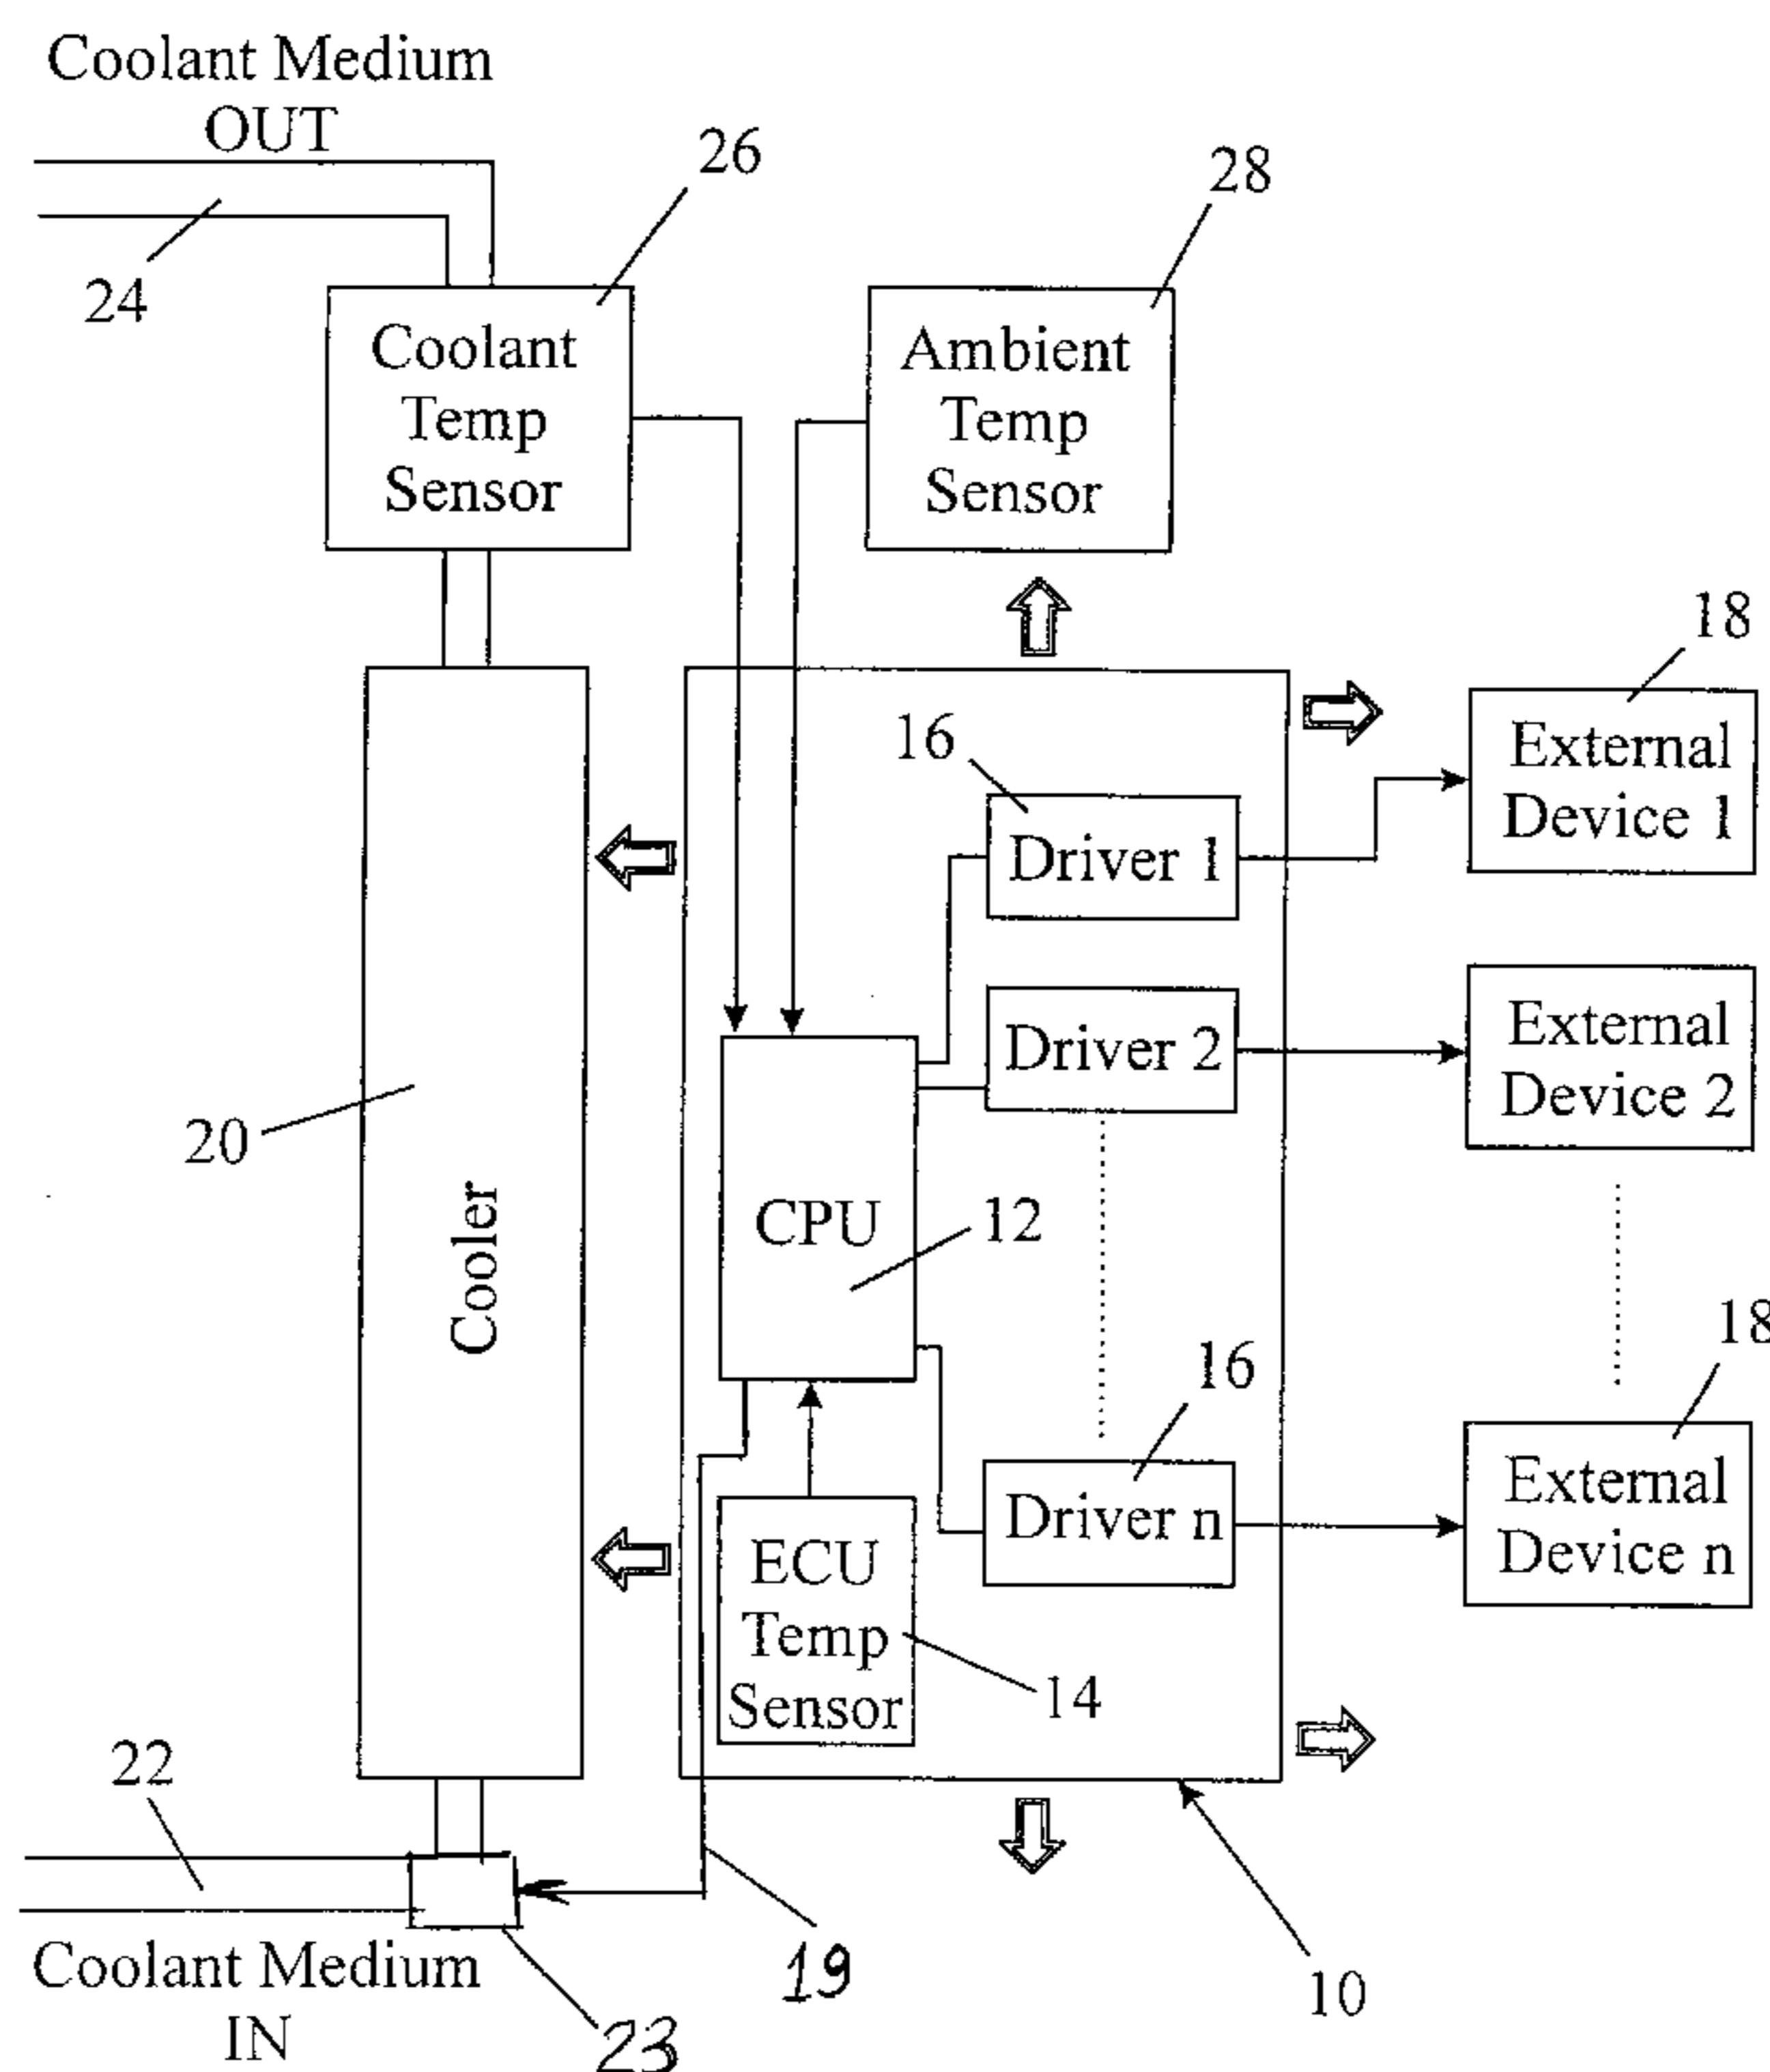 Coolant Medium
OUT
24
26
28
Coolant
Temp
Sensor
Ambient
Temp
Sensor
18
External
Device 1
16
Driver 1
External
Device 2
Driver 2
20
Cooler
CPU
12
18
External
Device n
16
Driver n
ECU
Temp
Sensor
14
22
Coolant Medium
IN
23
19
10